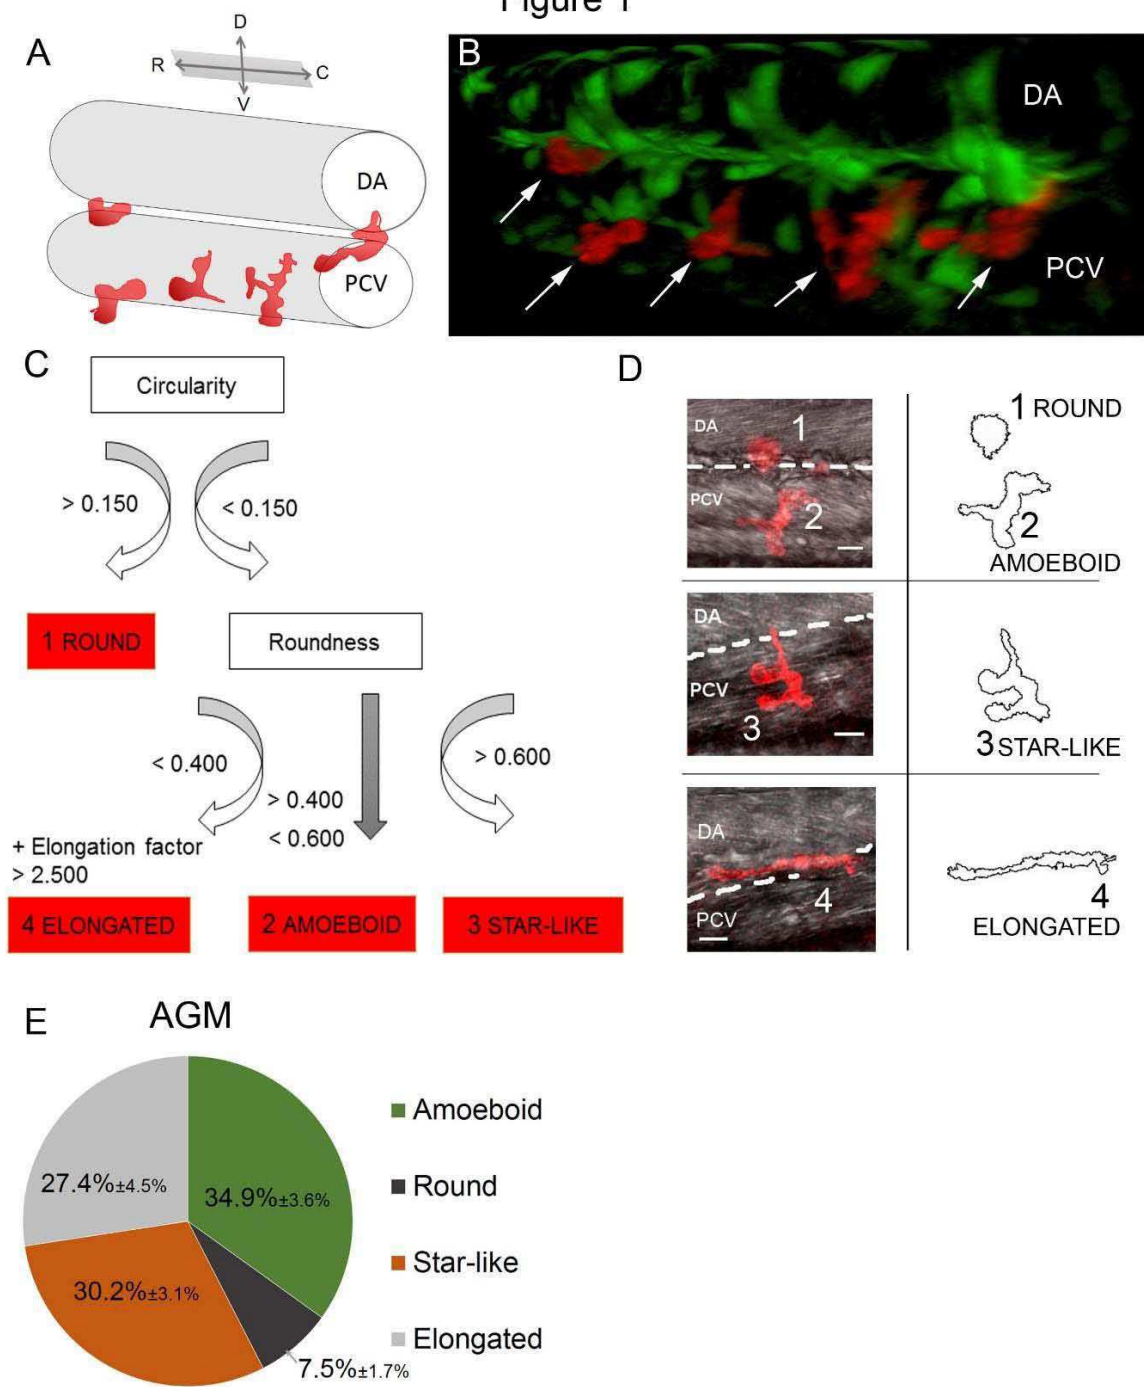 Figure 1
A
D
R
C
V
DA
PCV
B
DA
PCV
C
Circularity
> 0.150
< 0.150
1 ROUND
Roundness
< 0.400
> 0.400
< 0.600
> 0.600
+ Elongation factor
> 2.500
4 ELONGATED
2 AMOEBOID
3 STAR-LIKE
D
DA
1
PCV
2
1 ROUND
2
AMOEBOID
DA
PCV
3
3 STAR-LIKE
DA
4
PCV
4
ELONGATED
E
AGM
27.4%±4.5%
34.9%±3.6%
30.2%±3.1%
7.5%±1.7%
Amoeboid
Round
Star-like
Elongated